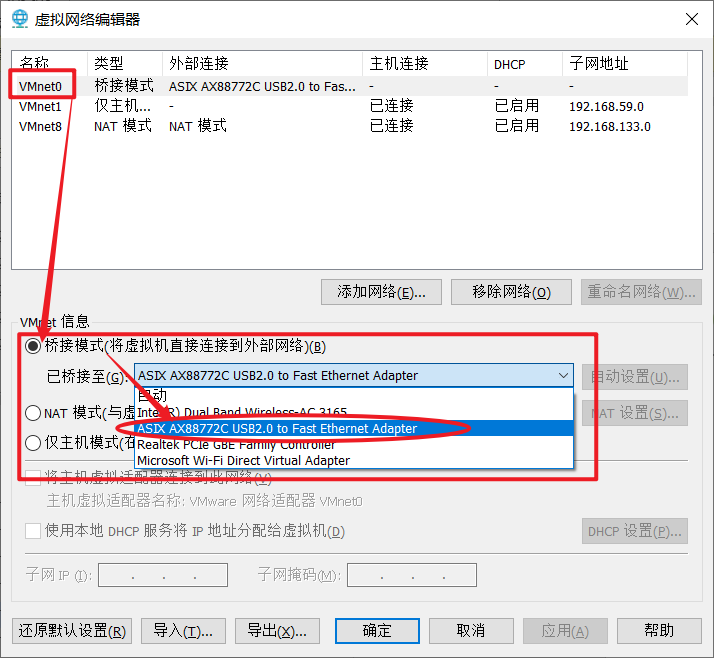 虚拟网络编辑器
名称 类型 外部连接 主机连接 DHCP 子网地址
VMnet0 桥接模式 ASIX AX88772C USB2.0 to Fas... - - -
VMnet1 仅主机... - 已连接 已启用 192.168.59.0
VMnet8 NAT 模式 NAT 模式 已连接 已启用 192.168.133.0
添加网络(E)... 移除网络(O) 重命名网络(W)...
VMnet 信息
桥接模式(将虚拟机直接连接到外部网络)(B)
已桥接至(G): ASIX AX88772C USB2.0 to Fast Ethernet Adapter 自动设置(U)...
自动
NAT 模式(与虚 Intel(R) Dual Band Wireless-AC 3165 NAT 设置(S)...
ASIX AX88772C USB2.0 to Fast Ethernet Adapter
仅主机模式(在 Realtek PCIe GBE Family Controller
Microsoft Wi-Fi Direct Virtual Adapter
将主机虚拟适配器连接到此网络(V)
主机虚拟适配器名称: VMware 网络适配器 VMnet0
使用本地 DHCP 服务将 IP 地址分配给虚拟机(D) DHCP 设置(P)...
子网 IP (I): . . . 子网掩码(M): . . .
还原默认设置(R) 导入(T)... 导出(X)... 确定 取消 应用(A) 帮助